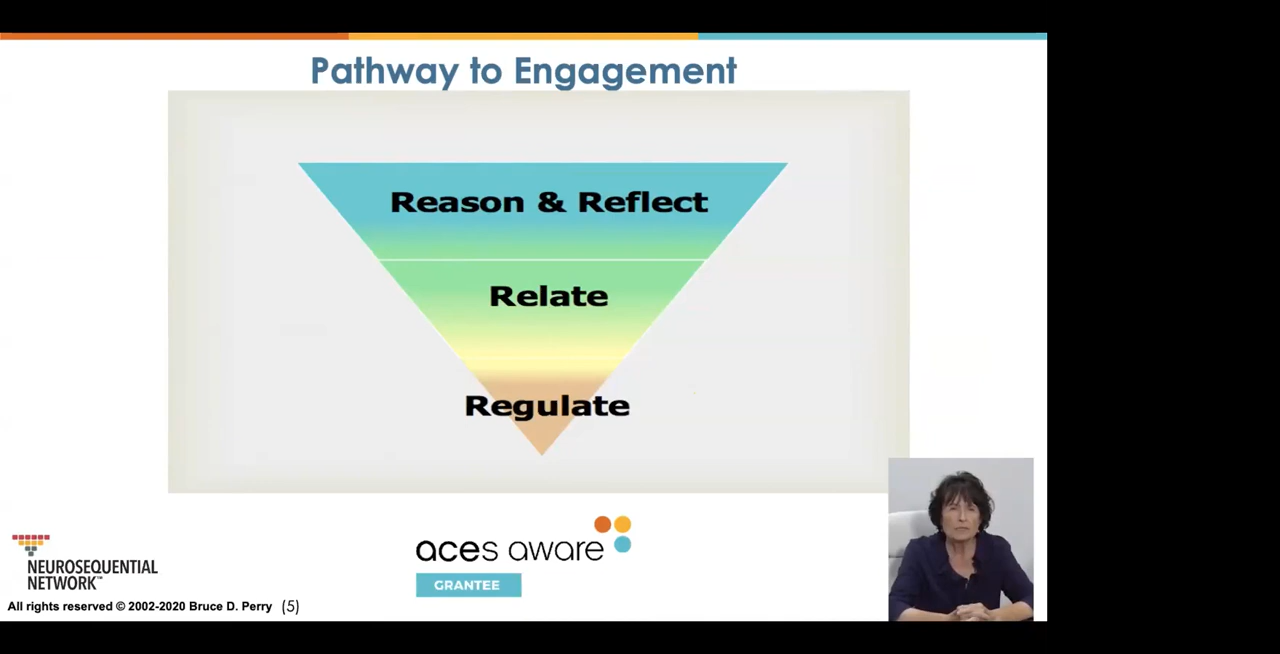 Pathway to Engagement
Reason & Reflect
Relate
Regulate
NEUROSEQUENTIAL
NETWORK™
aces aware
GRANTEE
All rights reserved © 2002-2020 Bruce D. Perry (5)